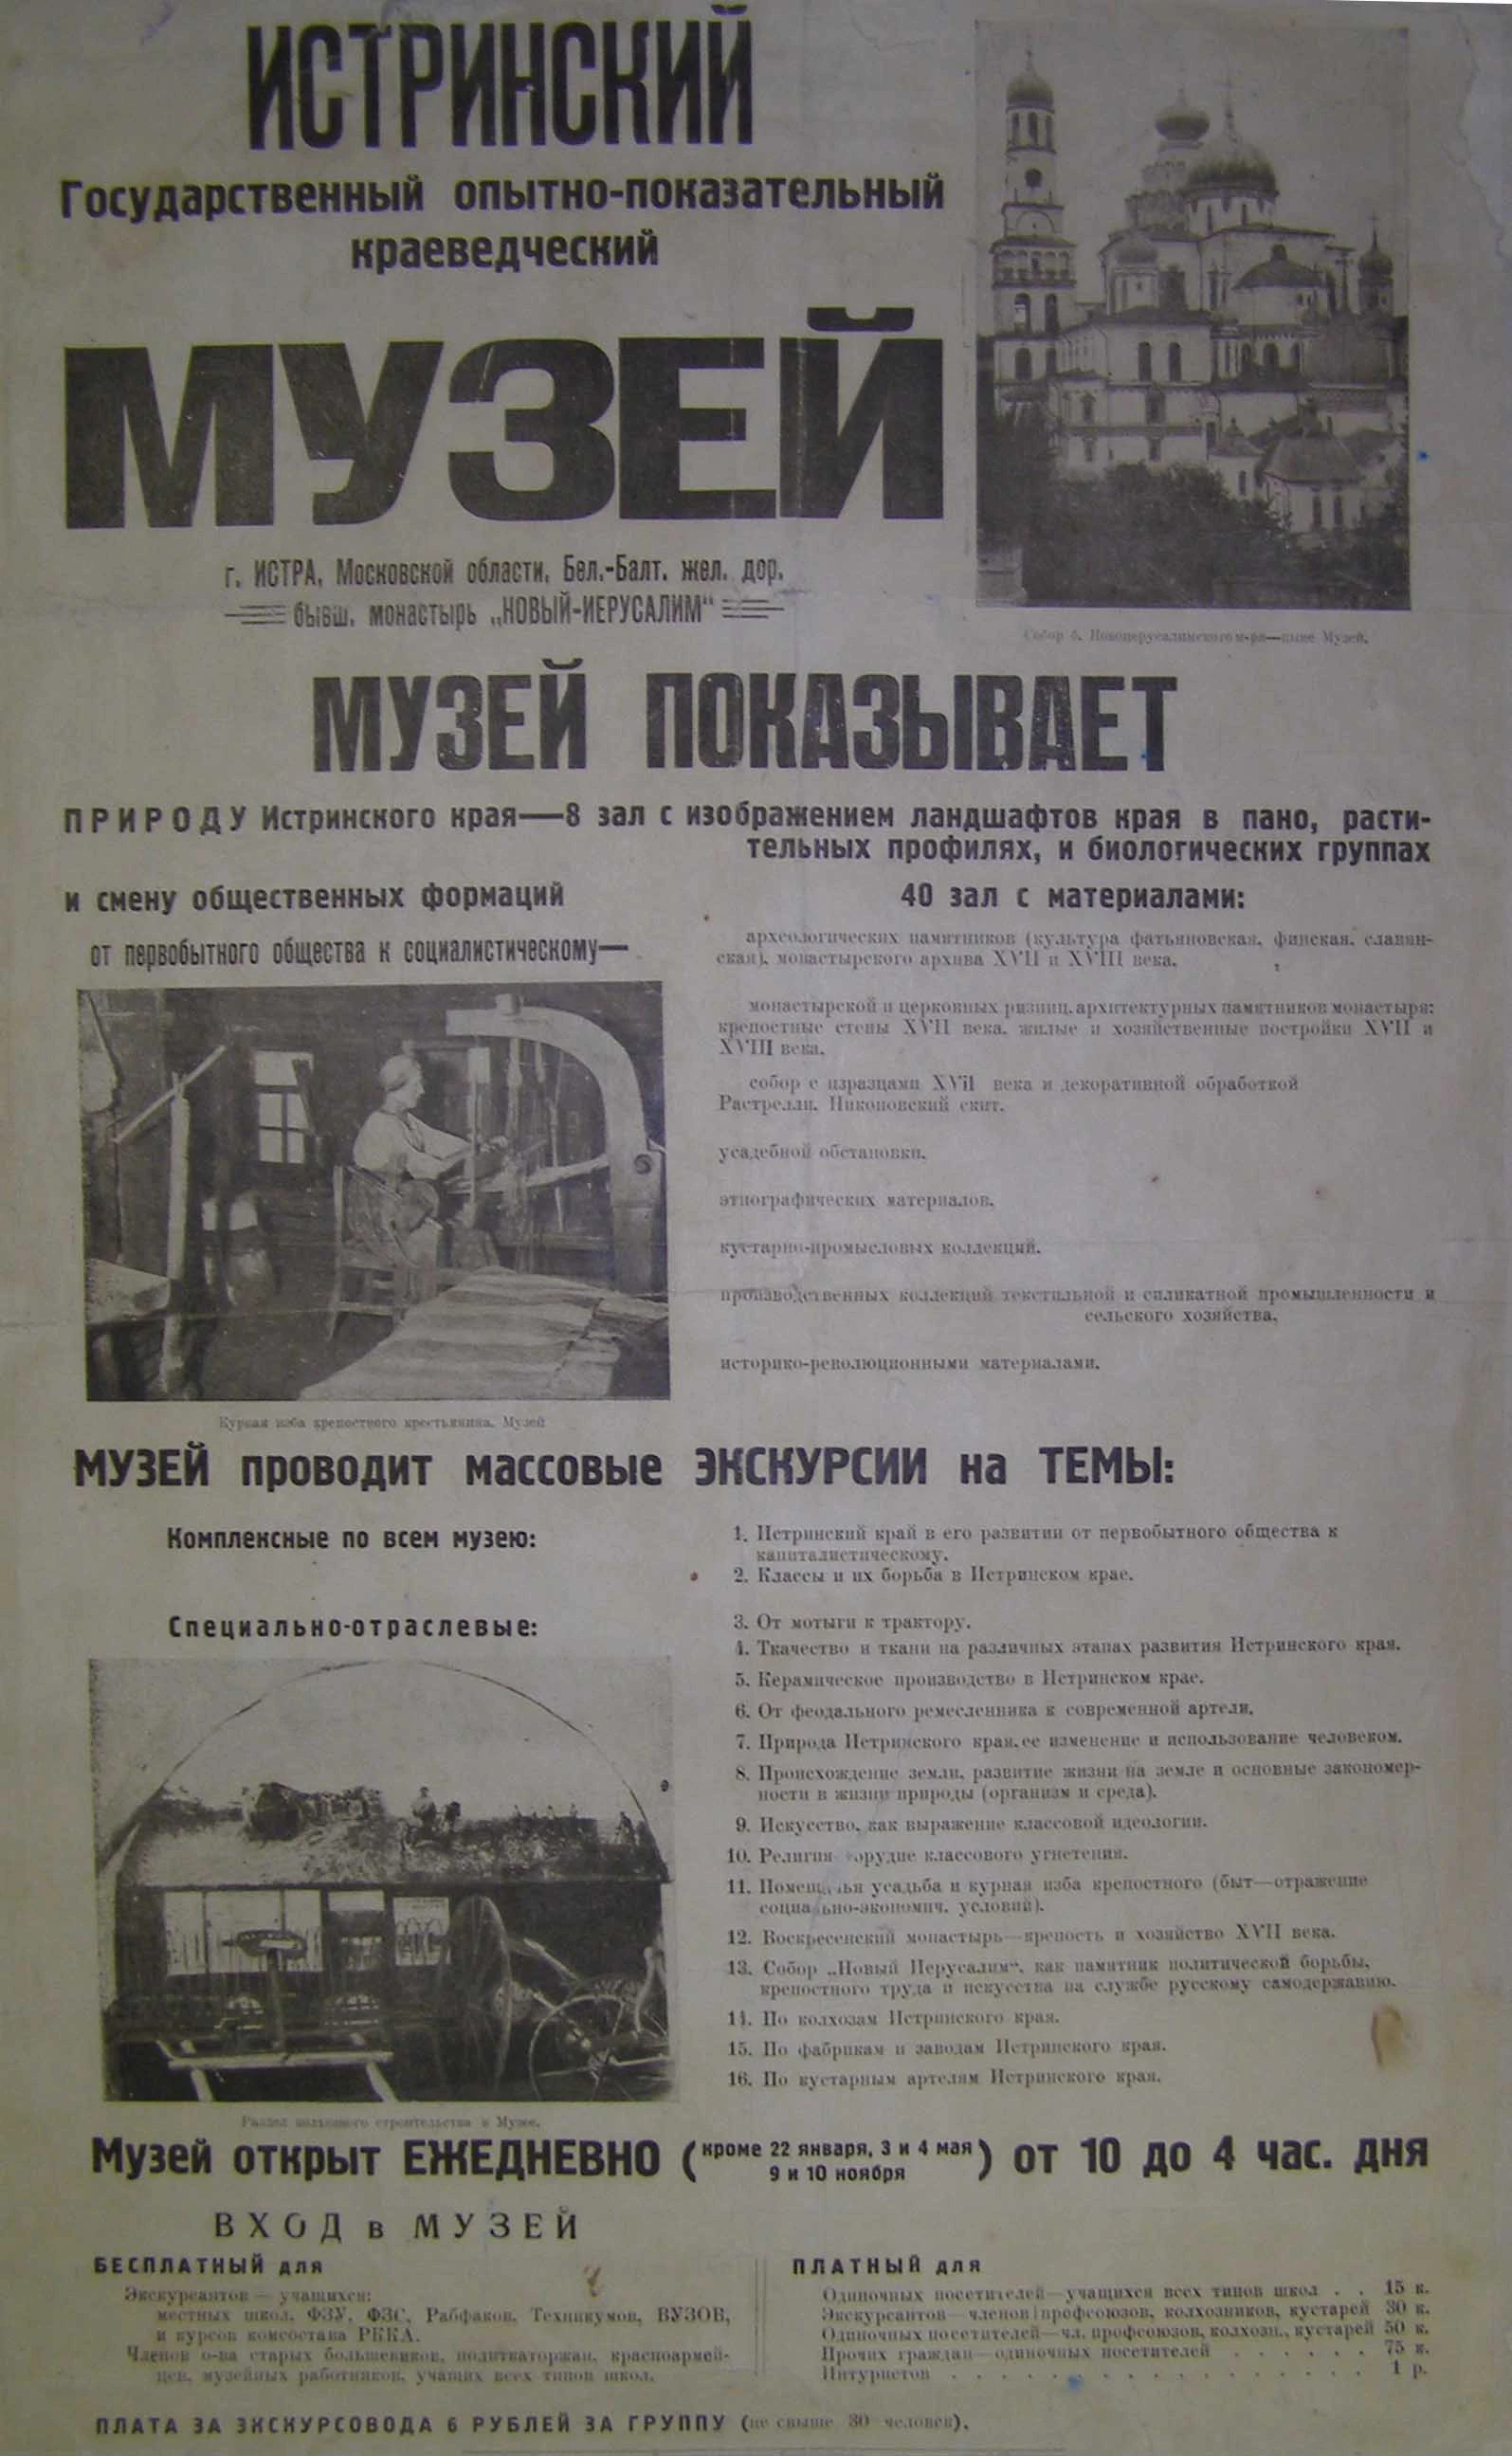 ИСТРИНСКИЙ
Государственный опытно-показательный
краеведческий
МУЗЕЙ
г. ИСТРА, Московской области, Бел.-Балт. жел. дор.
бывш. монастырь „НОВЫЙ-ИЕРУСАЛИМ“
Собор б. Новоиерусалимского м-ря—ныне Музей.
МУЗЕЙ ПОКАЗЫВАЕТ
ПРИРОДУ Истринского края—8 зал с изображением ландшафтов края в пано, расти-
тельных профилях, и биологических группах
и смену общественных формаций
от первобытного общества к социалистическому—
40 зал с материалами:
археологических памятников (культура фатьяновская, финская, славян-
ская), монастырского архива XVII и XVIII века.
монастырской и церковных ризниц, архитектурных памятников монастыря:
крепостные стены XVII века, жилые и хозяйственные постройки XVII и
XVIII века.
собор с изразцами XVII века и декоративной обработкой
Растрелли. Никоновский скит.
усадебной обстановки.
этнографических материалов.
кустарно-промысловых коллекций.
производственных коллекций текстильной и силикатной промышленности и
сельского хозяйства.
историко-революционными материалами.
Курная изба крепостного крестьянина. Музей
МУЗЕЙ проводит массовые ЭКСКУРСИИ на ТЕМЫ:
Комплексные по всем музею:
1. Истринский край в его развитии от первобытного общества к
капиталистическому.
2. Классы и их борьба в Истринском крае.
Специально-отраслевые:
3. От мотыги к трактору.
4. Ткачество и ткани на различных этапах развития Истринского края.
5. Керамическое производство в Истринском крае.
6. От феодального ремесленника к современной артели.
7. Природа Истринского края, ее изменение и использование человеком.
8. Происхождение земли, развитие жизни на земле и основные закономер-
ности в жизни природы (организм и среда).
9. Искусство, как выражение классовой идеологии.
10. Религия орудие классового угнетения.
11. Помещичья усадьба и курная изба крепостного (быт—отражение
социально-экономич. условий).
12. Воскресенский монастырь—крепость и хозяйство XVII века.
13. Собор „Новый Иерусалим“, как памятник политической борьбы,
крепостного труда и искусства на службе русскому самодержавию.
14. По колхозам Истринского края.
15. По фабрикам и заводам Истринского края.
16. По кустарным артелям Истринского края.
Раздел колхозного строительства в Музее.
Музей открыт ЕЖЕДНЕВНО (кроме 22 января, 3 и 4 мая
9 и 10 ноября) от 10 до 4 час. дня
ВХОД в МУЗЕЙ
БЕСПЛАТНЫЙ для
Экскурсантов — учащихся:
местных школ, ФЗУ, ФЗС, Рабфаков, Техникумов, ВУЗОВ,
и курсов комсостава РККА.
Членов о-ва старых большевиков, политкаторжан, красноармей-
цев, музейных работников, учащих всех типов школ.
ПЛАТНЫЙ для
Одиночных посетителей—учащихся всех типов школ . . 15 к.
Экскурсантов—членов профсоюзов, колхозников, кустарей 30 к.
Одиночных посетителей—чл. профсоюзов, колхозн., кустарей 50 к.
Прочих граждан—одиночных посетителей . . . . . . 75 к.
Интуристов . . . . . . . . . . . . . . . . . 1 р.
ПЛАТА ЗА ЭКСКУРСОВОДА 6 РУБЛЕЙ ЗА ГРУППУ (не свыше 30 человек).